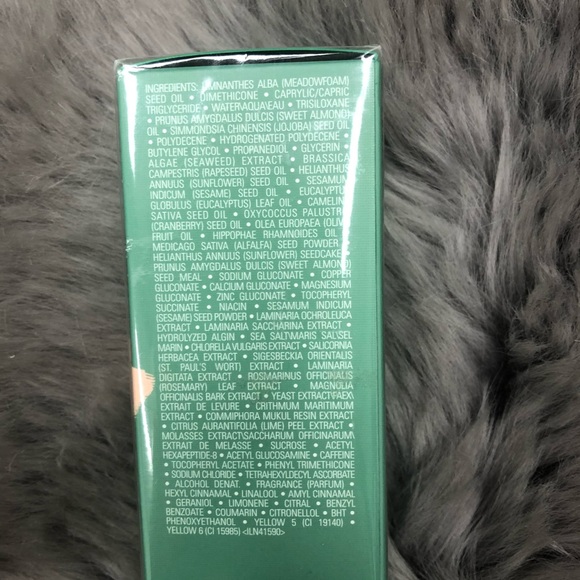 INGREDIENTS: LIMNANTHES ALBA (MEADOWFOAM)
SEED OIL • DIMETHICONE • CAPRYLIC/CAPRIC
TRIGLYCERIDE • WATER\AQUA\EAU • TRISILOXANE
• PRUNUS AMYGDALUS DULCIS (SWEET ALMOND)
OIL • SIMMONDSIA CHINENSIS (JOJOBA) SEED OIL
• POLYDECENE • HYDROGENATED POLYDECENE •
BUTYLENE GLYCOL • PROPANEDIOL • GLYCERIN •
ALGAE (SEAWEED) EXTRACT • BRASSICA
CAMPESTRIS (RAPESEED) SEED OIL • HELIANTHUS
ANNUUS (SUNFLOWER) SEED OIL • SESAMUM
INDICUM (SESAME) SEED OIL • EUCALYPTUS
GLOBULUS (EUCALYPTUS) LEAF OIL • CAMELINA
SATIVA SEED OIL • OXYCOCCUS PALUSTRI
(CRANBERRY) SEED OIL • OLEA EUROPAEA (OLIVE)
FRUIT OIL • HIPPOPHAE RHAMNOIDES OIL •
MEDICAGO SATIVA (ALFALFA) SEED POWDER •
HELIANTHUS ANNUUS (SUNFLOWER) SEEDCAKE •
PRUNUS AMYGDALUS DULCIS (SWEET ALMOND)
SEED MEAL • SODIUM GLUCONATE • COPPER
GLUCONATE • CALCIUM GLUCONATE • MAGNESIUM
GLUCONATE • ZINC GLUCONATE • TOCOPHERYL
SUCCINATE • NIACIN • SESAMUM INDICUM
(SESAME) SEED POWDER • LAMINARIA OCHROLEUCA
EXTRACT • LAMINARIA SACCHARINA EXTRACT •
HYDROLYZED ALGIN • SEA SALT\MARIS SAL\SEL
MARIN • CHLORELLA VULGARIS EXTRACT • SALICORNIA
HERBACEA EXTRACT • SIGESBECKIA ORIENTALIS
(ST. PAUL'S WORT) EXTRACT • LAMINARIA
DIGITATA EXTRACT • ROSMARINUS OFFICINALIS
(ROSEMARY) LEAF EXTRACT • MAGNOLIA
OFFICINALIS BARK EXTRACT • YEAST EXTRACT\FAEX\
EXTRAIT DE LEVURE • CRITHMUM MARITIMUM
EXTRACT • COMMIPHORA MUKUL RESIN EXTRACT
• CITRUS AURANTIFOLIA (LIME) PEEL EXTRACT •
MOLASSES EXTRACT\SACCHARUM OFFICINARUM\
EXTRAIT DE MELASSE • SUCROSE • ACETYL
HEXAPEPTIDE-8 • ACETYL GLUCOSAMINE • CAFFEINE
• TOCOPHERYL ACETATE • PHENYL TRIMETHICONE
• SODIUM CHLORIDE • TETRAHEXYLDECYL ASCORBATE
• ALCOHOL DENAT. • FRAGRANCE (PARFUM) •
HEXYL CINNAMAL • LINALOOL • AMYL CINNAMAL
• GERANIOL • LIMONENE • CITRAL • BENZYL
BENZOATE • COUMARIN • CITRONELLOL • BHT •
PHENOXYETHANOL • YELLOW 5 (CI 19140) •
YELLOW 6 (CI 15985) <ILN41590>